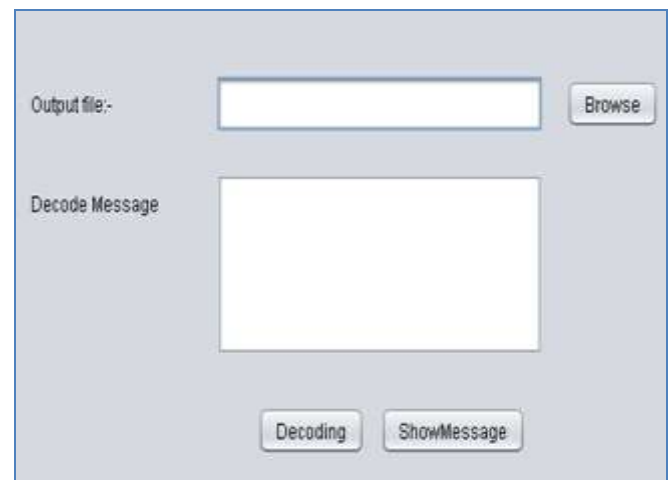 Output file:-
Browse
Decode Message
Decoding
ShowMessage